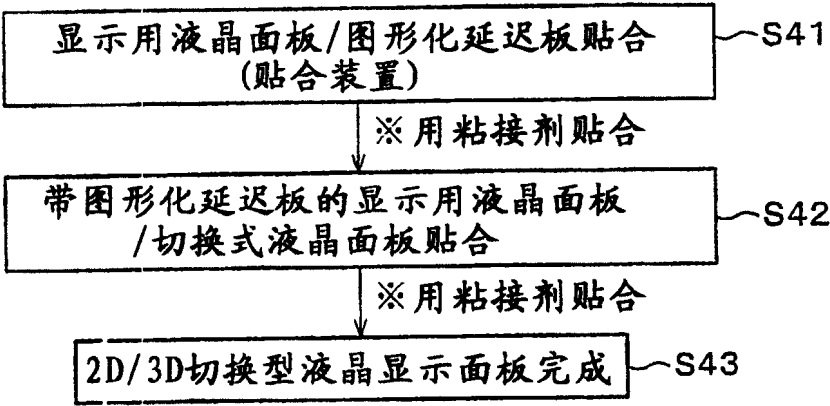 显示用液晶面板/图形化延迟板贴合
(贴合装置)
S41
※用粘接剂贴合
带图形化延迟板的显示用液晶面板
/切换式液晶面板贴合
S42
※用粘接剂贴合
2D/3D切换型液晶显示面板完成
S43